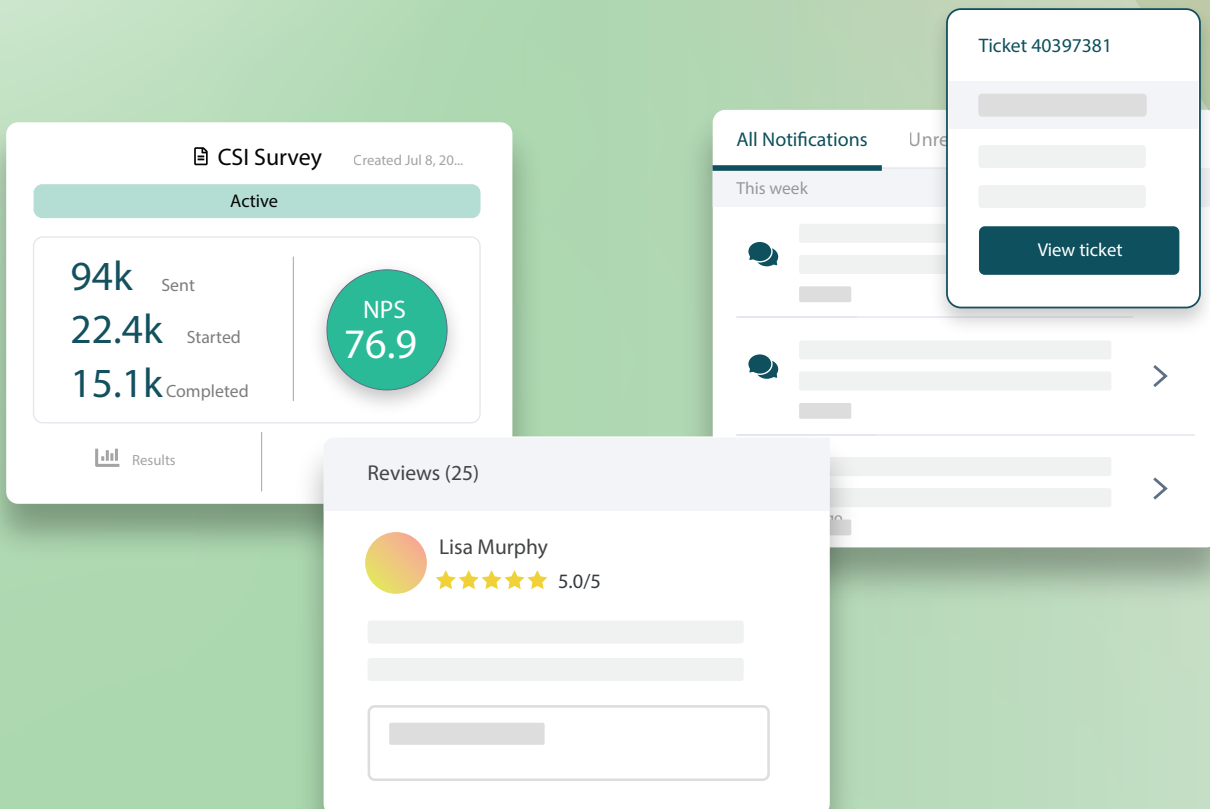 CSI Survey
Created Jul 8, 20...
Active
94k Sent
22.4k Started
15.1k Completed
NPS
76.9
Results
All Notifications
Unre
This week
Ticket 40397381
View ticket
Reviews (25)
Lisa Murphy
5.0/5